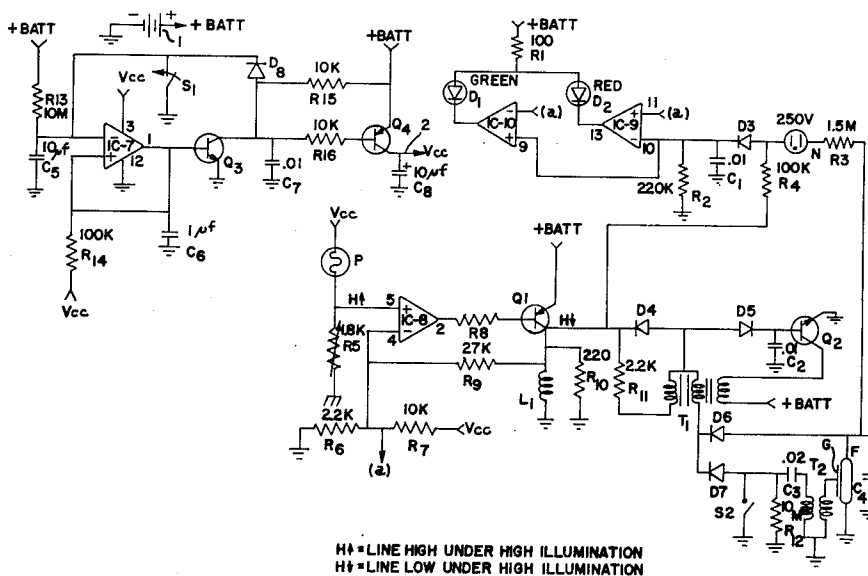 +BATT
− + +BATT
1
+BATT
R13
10M
Vcc
S1
D8
10K
R15
+BATT
10K
R16
Q4
2
Vcc
3
IC-7
1
12
Q3
10µf
C5
.01
C7
+
10µf
C8
100K
R14
Vcc
1µf
C6
+BATT
100
R1
GREEN
D1
RED
D2
IC-10
(a)
9
IC-9
11
(a)
13
10
220K
R2
.01
C1
D3
250V
N
1.5M
R3
100K
R4
Vcc
P
H↑
5
IC-8
4
2
R8
Q1
+BATT
H↓
1.8K
R5
27K
R9
2.2K
R6
10K
R7
Vcc
(a)
L1
220
R10
2.2K
R11
D4
D5
.01
C2
Q2
T1
+BATT
D6
D7
S2
.02
C3
10M
R12
T2
G
F
C4
H↑=LINE HIGH UNDER HIGH ILLUMINATION
H↓=LINE LOW UNDER HIGH ILLUMINATION